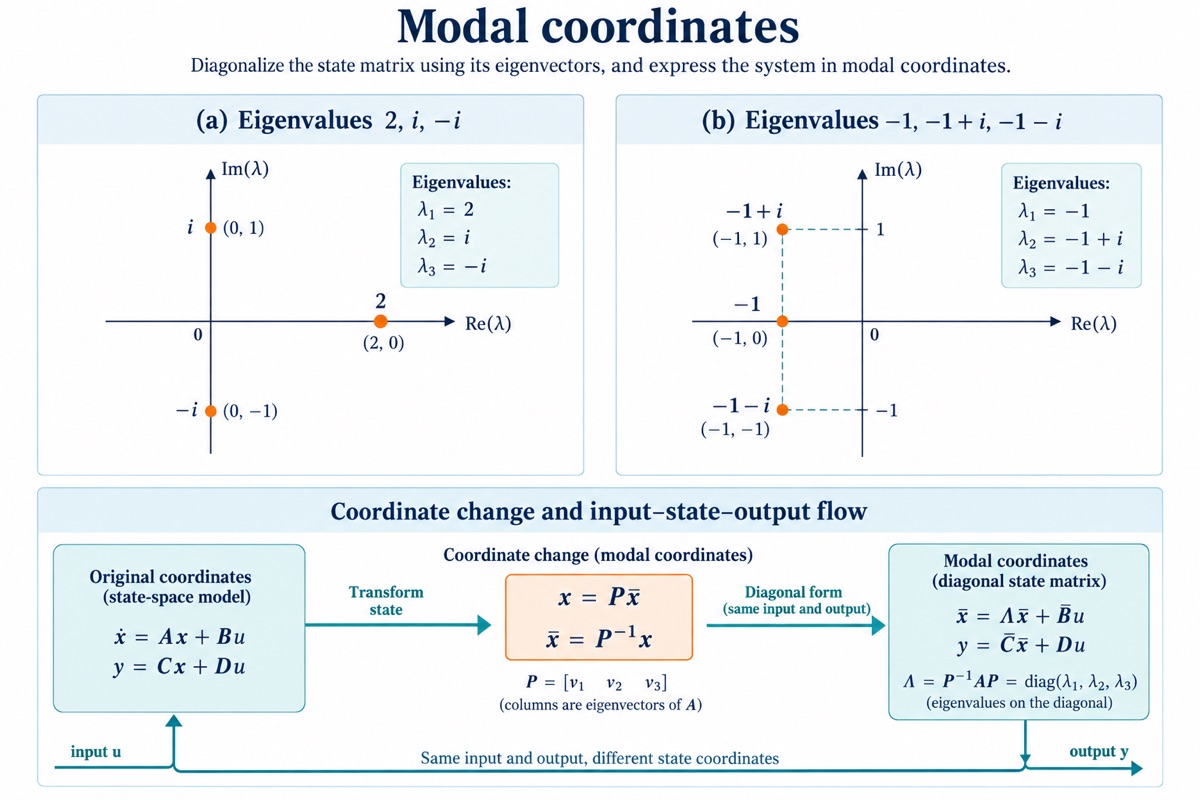 Modal coordinates
Diagonalize the state matrix using its eigenvectors, and express the system in modal coordinates.
(a) Eigenvalues 2, i, −i
Im(λ)
i
(0, 1)
Eigenvalues:
λ₁ = 2
λ₂ = i
λ₃ = −i
2
Re(λ)
0
(2, 0)
−i
(0, −1)
(b) Eigenvalues −1, −1 + i, −1 − i
Im(λ)
−1 + i
(−1, 1)
1
Eigenvalues:
λ₁ = −1
λ₂ = −1 + i
λ₃ = −1 − i
−1
Re(λ)
(−1, 0)
0
−1 − i
(−1, −1)
−1
Coordinate change and input–state–output flow
Original coordinates
(state-space model)
ẋ = Ax + Bu
y = Cx + Du
Transform
state
Coordinate change (modal coordinates)
x = Px̄
x̄ = P⁻¹x
P = [v₁ v₂ v₃]
(columns are eigenvectors of A)
Diagonal form
(same input and output)
Modal coordinates
(diagonal state matrix)
x̄ = Λx̄ + B̄u
y = C̄x̄ + Du
Λ = P⁻¹AP = diag(λ₁, λ₂, λ₃)
(eigenvalues on the diagonal)
input u
Same input and output, different state coordinates
output y